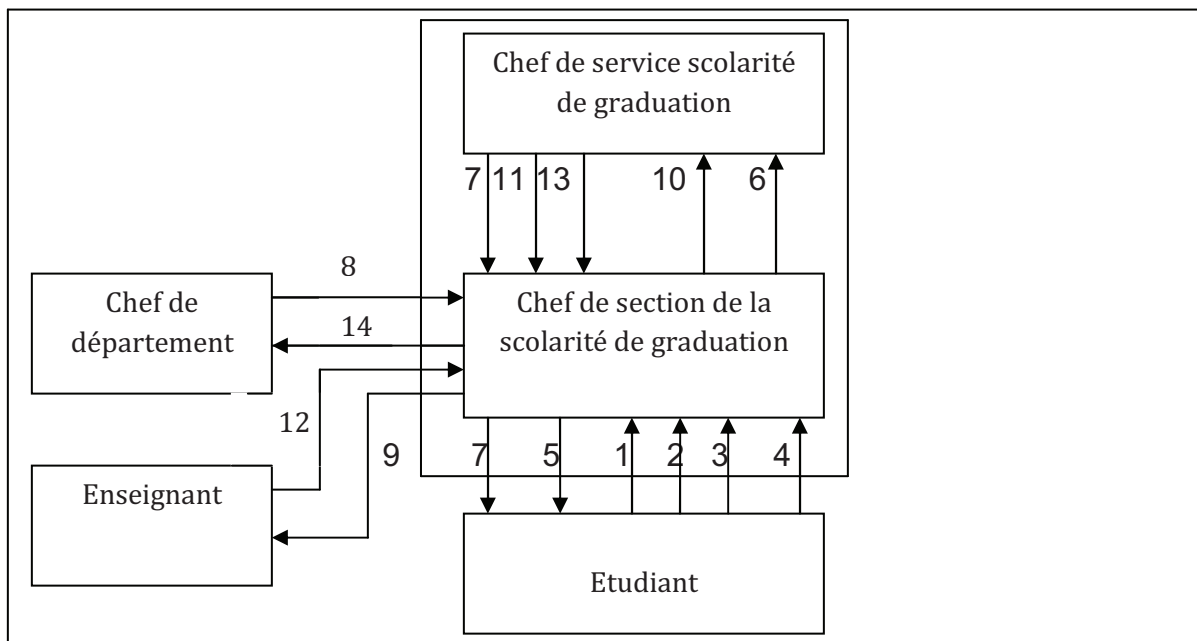 Chef de service scolarité
de graduation
7 11 13 10 6
8
Chef de
département
Chef de section de la
scolarité de graduation
14
12
9 7 5 1 2 3 4
Enseignant
Etudiant